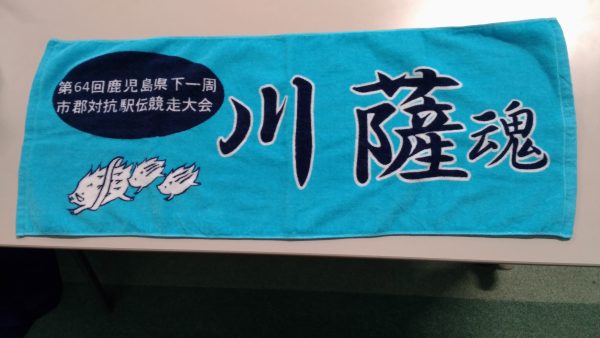 第64回鹿児島県下一周
市郡対抗駅伝競走大会
川薩魂